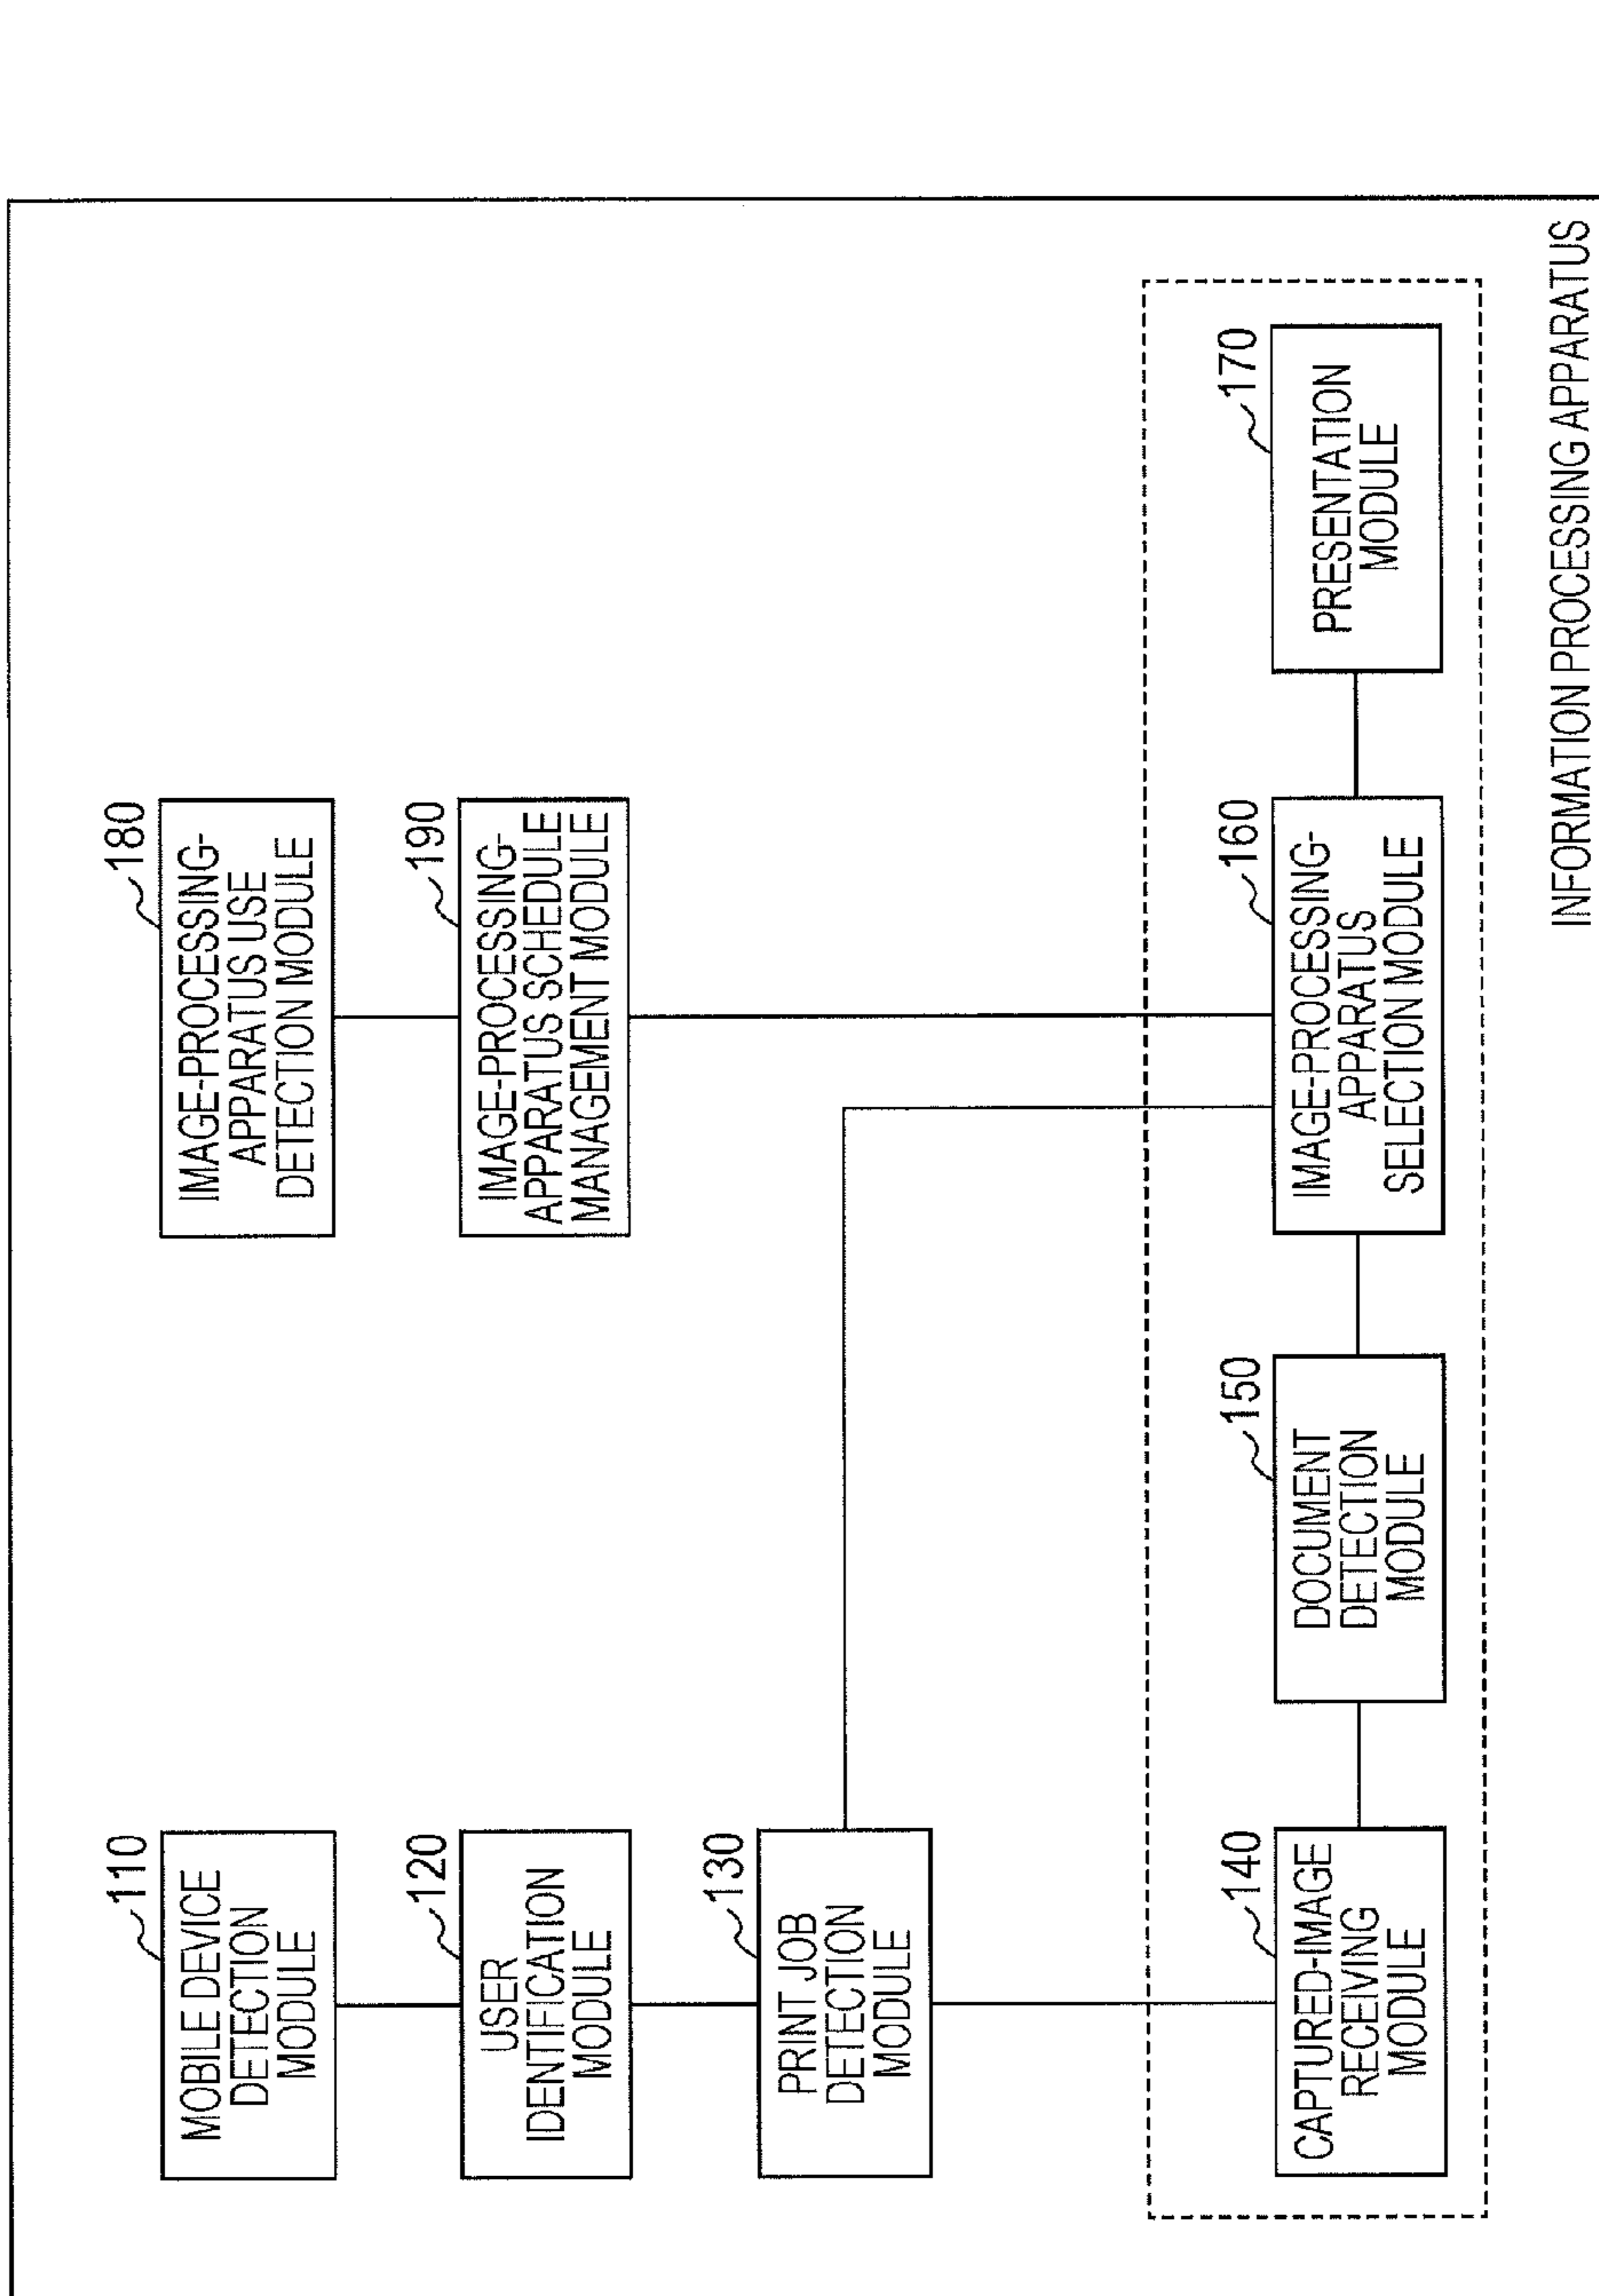 110
MOBILE DEVICE
DETECTION
MODULE
120
USER
IDENTIFICATION
MODULE
130
PRINT JOB
DETECTION
MODULE
140
CAPTURED-IMAGE
RECEIVING
MODULE
150
DOCUMENT
DETECTION
MODULE
180
IMAGE-PROCESSING-
APPARATUS USE
DETECTION MODULE
190
IMAGE-PROCESSING-
APPARATUS SCHEDULE
MANAGEMENT MODULE
160
IMAGE-PROCESSING-
APPARATUS
SELECTION MODULE
170
PRESENTATION
MODULE
INFORMATION PROCESSING APPARATUS